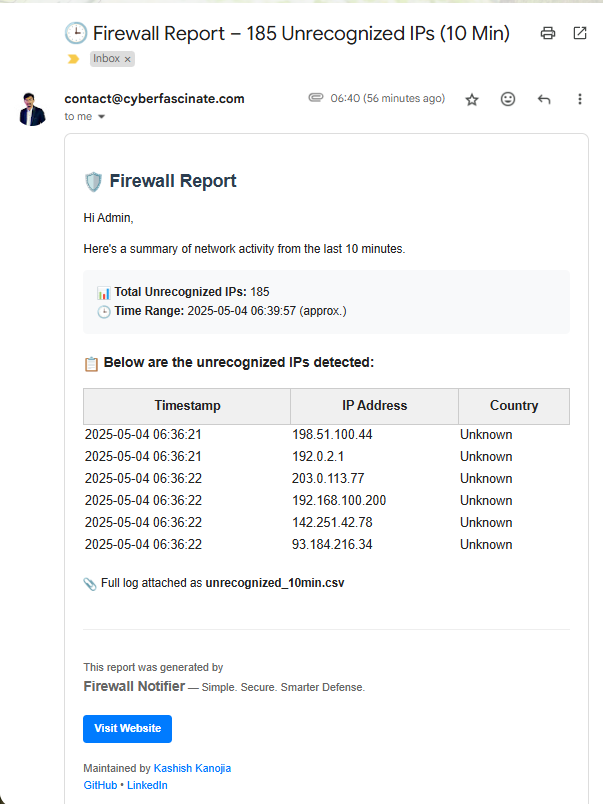 🕒 Firewall Report – 185 Unrecognized IPs (10 Min)
Inbox ×
contact@cyberfascinate.com
06:40 (56 minutes ago)
to me
🛡️ Firewall Report
Hi Admin,
Here's a summary of network activity from the last 10 minutes.
📊 Total Unrecognized IPs: 185
🕒 Time Range: 2025-05-04 06:39:57 (approx.)
📋 Below are the unrecognized IPs detected:
Timestamp IP Address Country
2025-05-04 06:36:21 198.51.100.44 Unknown
2025-05-04 06:36:21 192.0.2.1 Unknown
2025-05-04 06:36:22 203.0.113.77 Unknown
2025-05-04 06:36:22 192.168.100.200 Unknown
2025-05-04 06:36:22 142.251.42.78 Unknown
2025-05-04 06:36:22 93.184.216.34 Unknown
📎 Full log attached as unrecognized_10min.csv
This report was generated by
Firewall Notifier — Simple. Secure. Smarter Defense.
Visit Website
Maintained by Kashish Kanojia
GitHub • LinkedIn